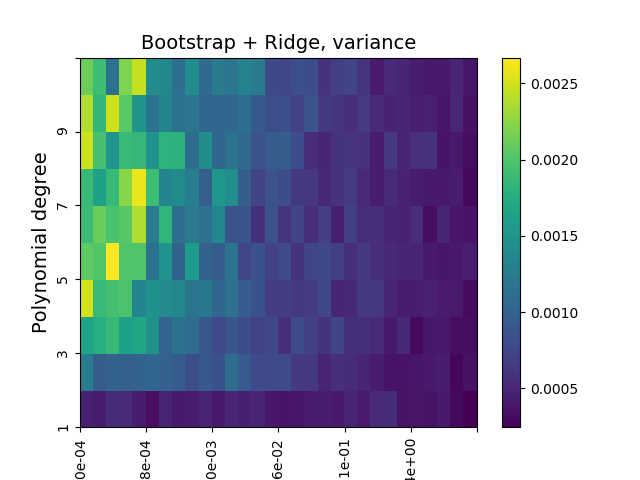 Bootstrap + Ridge, variance
Polynomial degree
9
7
5
3
1
0e-04
8e-04
0e-03
6e-02
1e-01
4e+00
0.0025
0.0020
0.0015
0.0010
0.0005